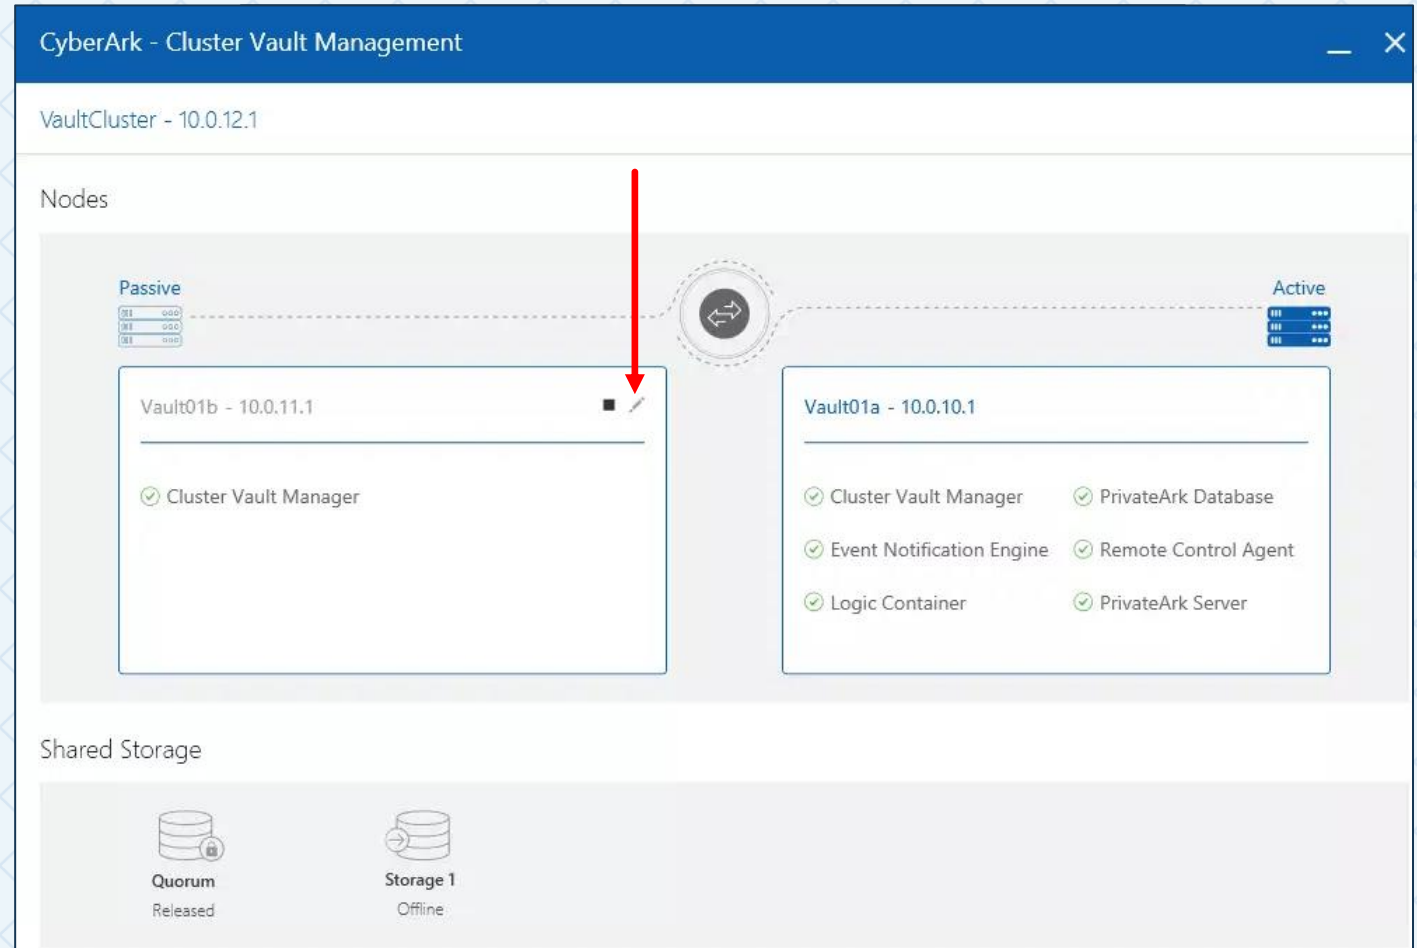 CyberArk - Cluster Vault Management
VaultCluster - 10.0.12.1
Nodes
Passive
Active
Vault01b - 10.0.11.1
Vault01a - 10.0.10.1
Cluster Vault Manager
Cluster Vault Manager
PrivateArk Database
Event Notification Engine
Remote Control Agent
Logic Container
PrivateArk Server
Shared Storage
Quorum
Storage 1
Released
Offline